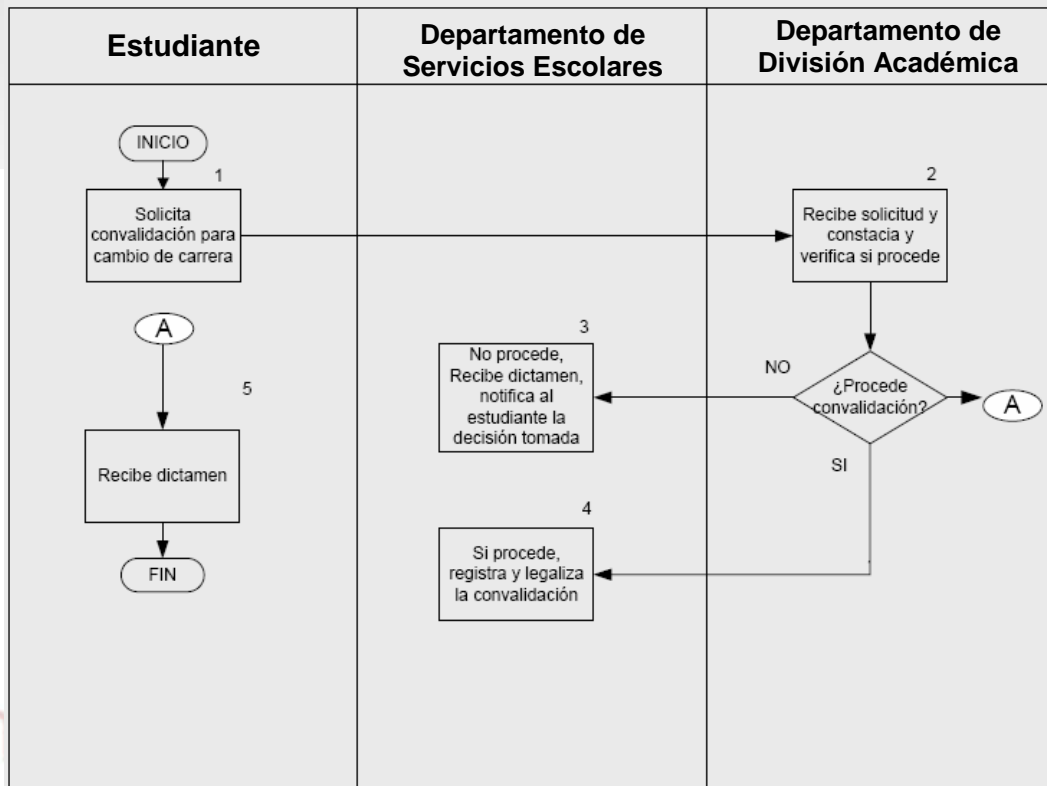 Estudiante
Departamento de
Servicios Escolares
Departamento de
División Académica
INICIO
1
Solicita
convalidación para
cambio de carrera
2
Recibe solicitud y
constacia y
verifica si procede
A
3
No procede,
Recibe dictamen,
notifica al
estudiante la
decisión tomada
NO
¿Procede
convalidación?
A
SI
5
Recibe dictamen
4
Si procede,
registra y legaliza
la convalidación
FIN